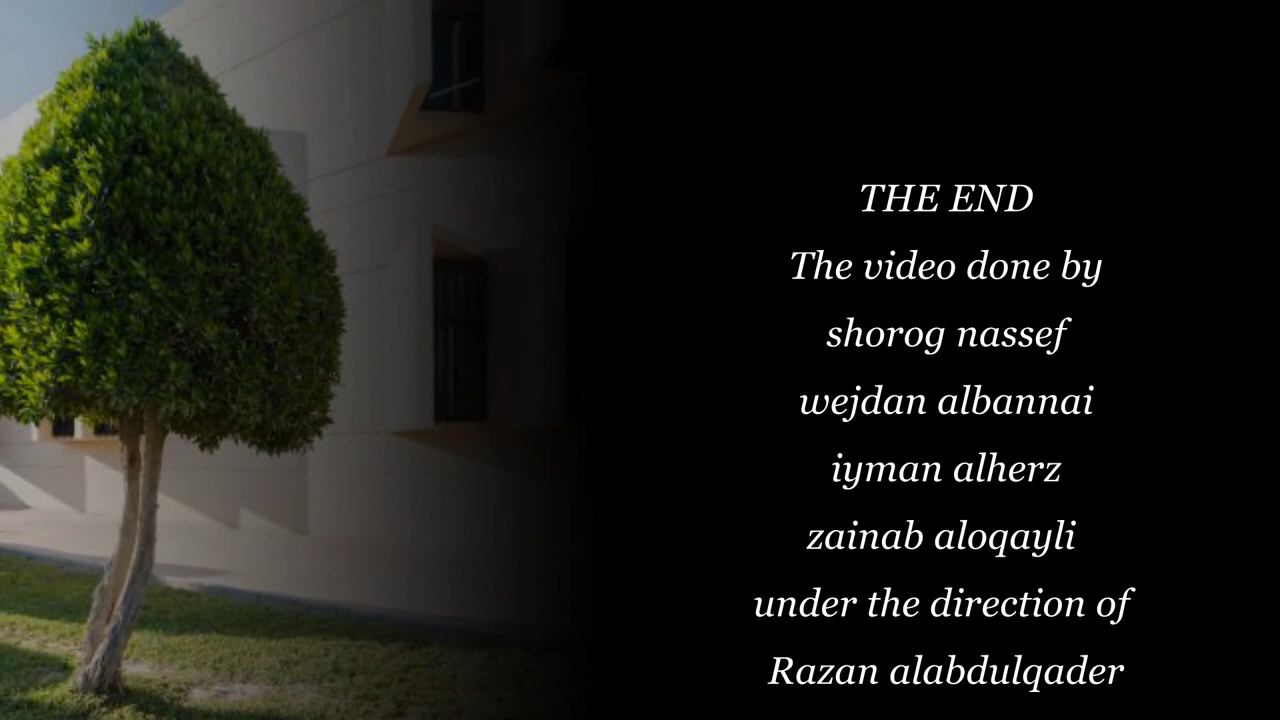 THE END
The video done by
shorog nassef
wejdan albannai
iyman alherz
zainab aloqayli
under the direction of
Razan alabdulqader